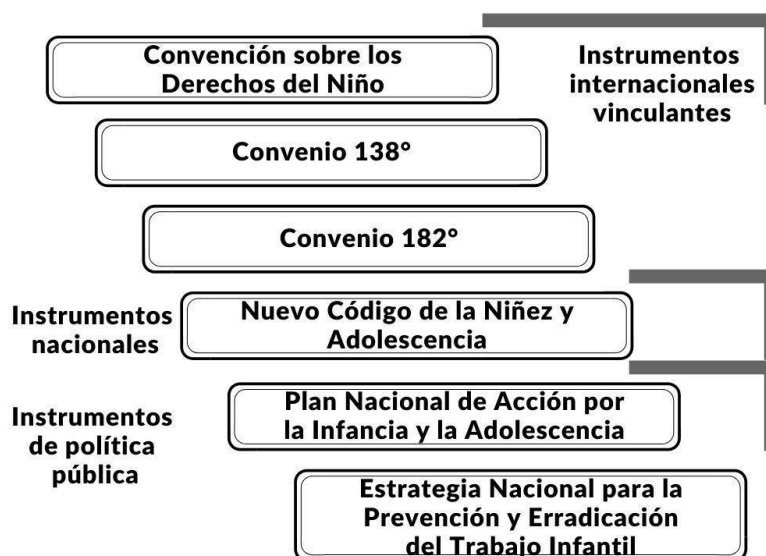 Convención sobre los
Derechos del Niño
Instrumentos
internacionales
vinculantes
Convenio 138°
Convenio 182°
Instrumentos
nacionales
Nuevo Código de la Niñez y
Adolescencia
Instrumentos
de política
pública
Plan Nacional de Acción por
la Infancia y la Adolescencia
Estrategia Nacional para la
Prevención y Erradicación
del Trabajo Infantil